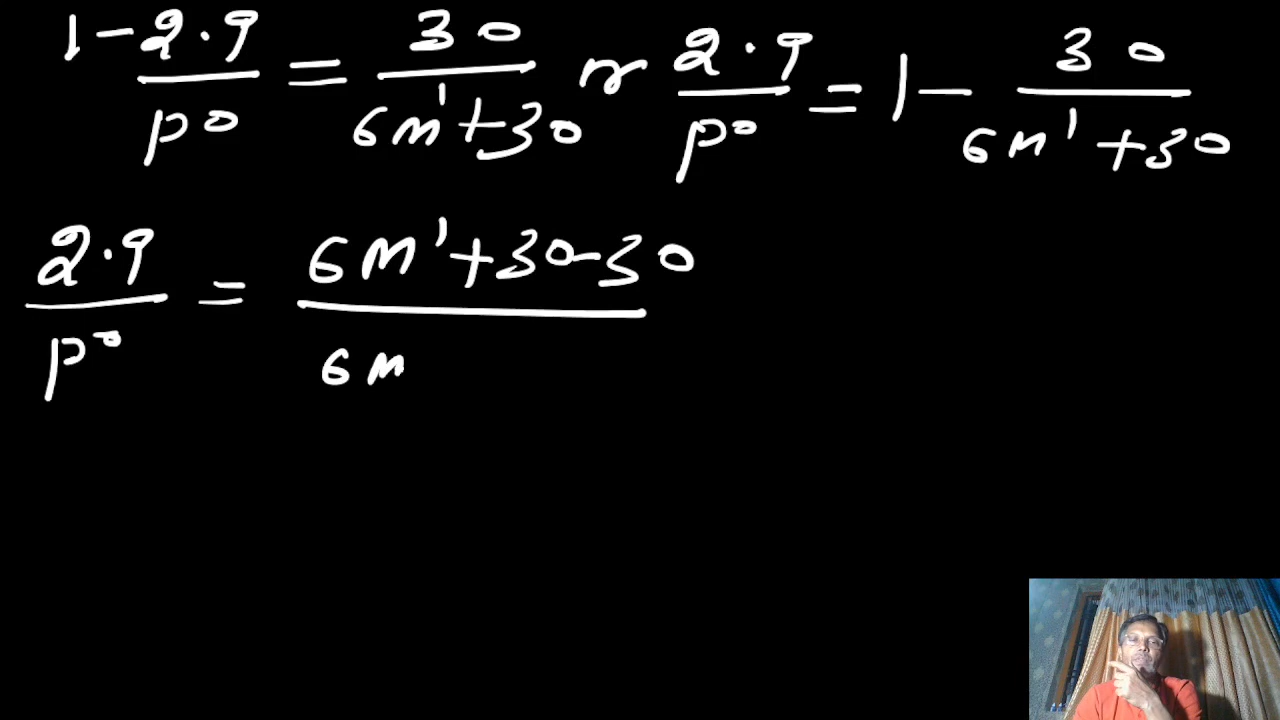 1 - 2.9/p° = 30/(6m' + 30) or 2.9/p° = 1 - 30/(6m' + 30)
2.9/p° = (6m' + 30 - 30)/(6m